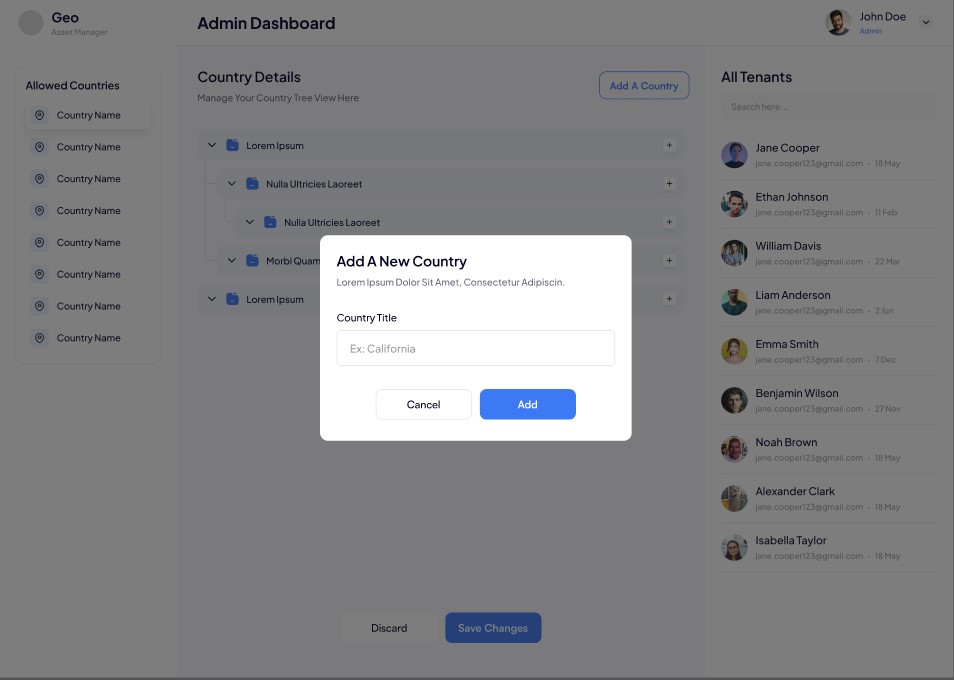 Geo
Asset Manager
Admin Dashboard
John Doe
Admin
Allowed Countries
Country Name
Country Name
Country Name
Country Name
Country Name
Country Name
Country Name
Country Name
Country Details
Manage Your Country Tree View Here
Add A Country
Lorem Ipsum
Nulla Ultricies Laoreet
Nulla Ultricies Laoreet
Morbi Quam
Lorem Ipsum
Add A New Country
Lorem Ipsum Dolor Sit Amet, Consectetur Adipiscin.
Country Title
Ex: California
Cancel
Add
Discard
Save Changes
All Tenants
Search here...
Jane Cooper
jane.cooper123@gmail.com • 18 May
Ethan Johnson
jane.cooper123@gmail.com • 11 Feb
William Davis
jane.cooper123@gmail.com • 22 Mar
Liam Anderson
jane.cooper123@gmail.com • 2 Jun
Emma Smith
jane.cooper123@gmail.com • 7 Dec
Benjamin Wilson
jane.cooper123@gmail.com • 27 Nov
Noah Brown
jane.cooper123@gmail.com • 18 May
Alexander Clark
jane.cooper123@gmail.com • 18 May
Isabella Taylor
jane.cooper123@gmail.com • 18 May